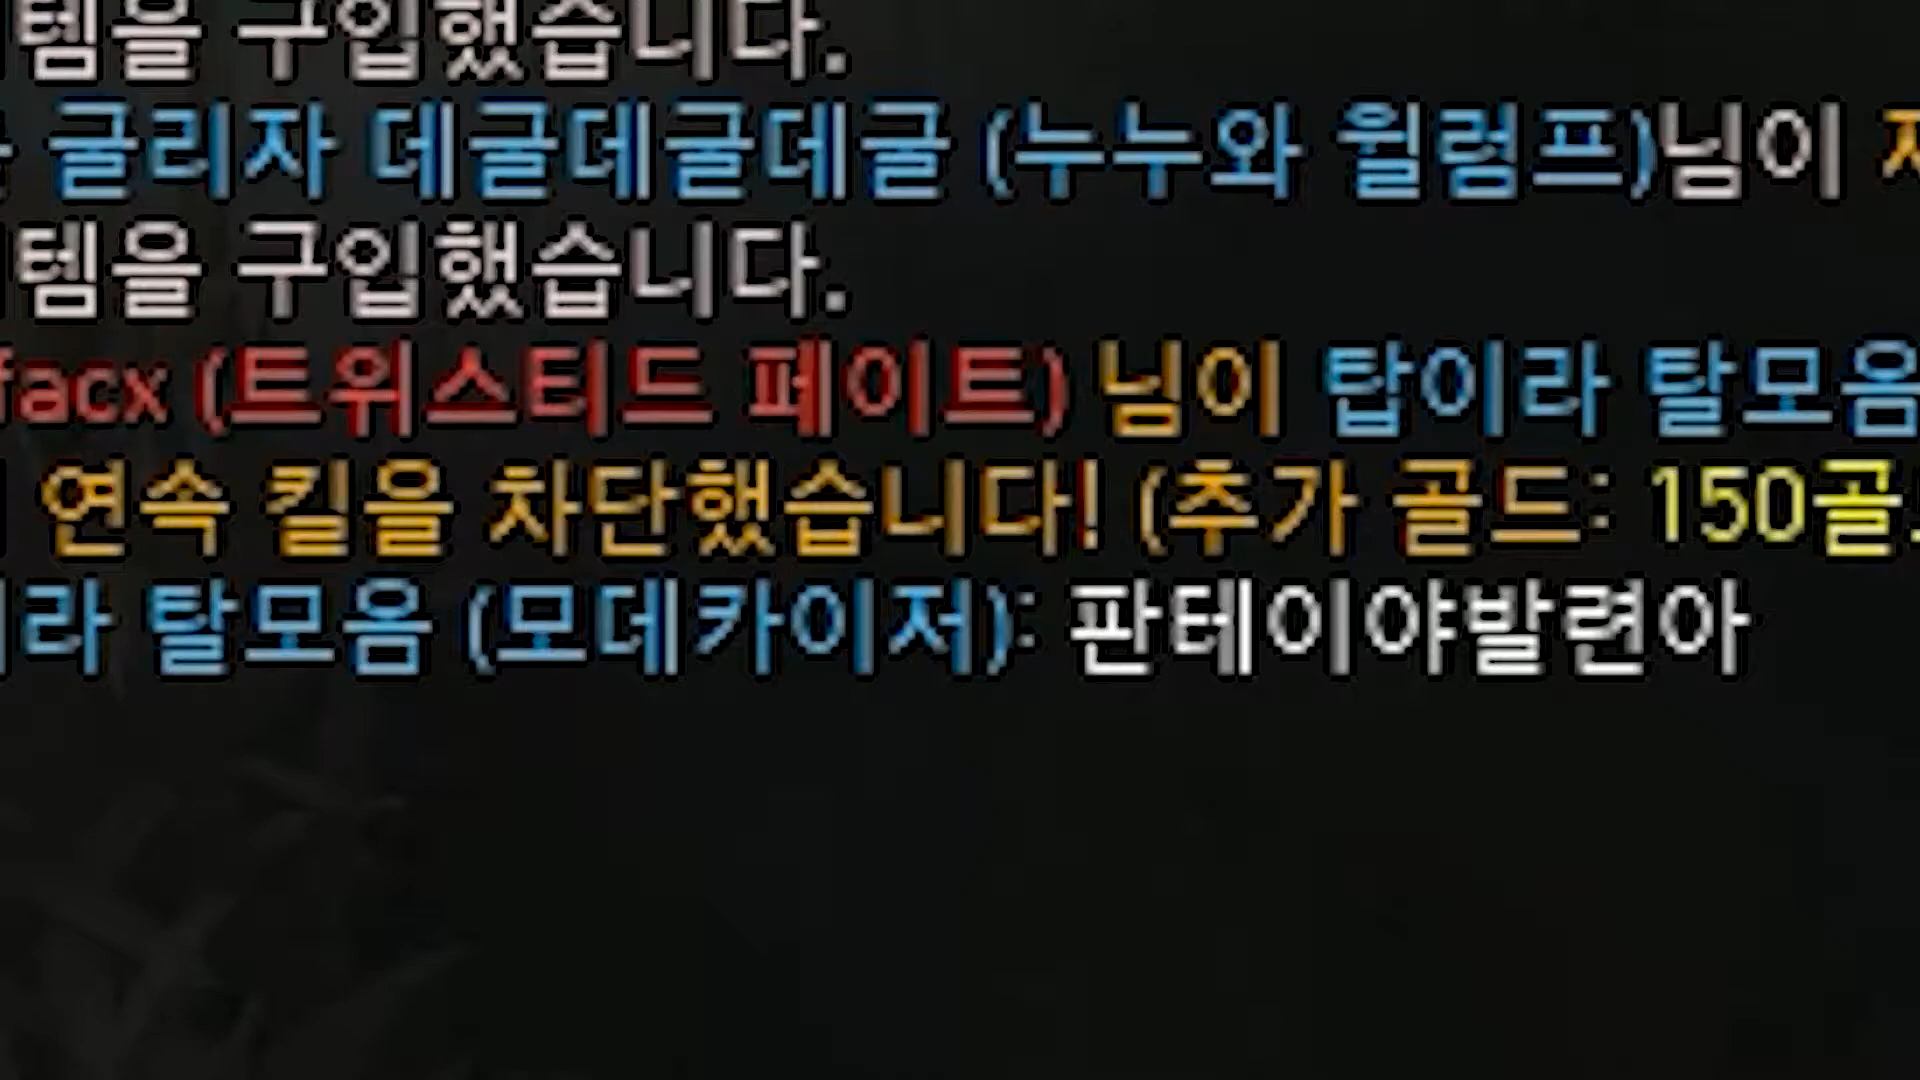 템을 구입했습니다.
굴리자 데굴데굴데굴 (누누와 윌럼프)님이
템을 구입했습니다.
facx (트위스티드 페이트) 님이 탑이라 탈모옴
연속 킬을 차단했습니다! (추가 골드: 150골
라 탈모옴 (모데카이저): 판테이야발련아